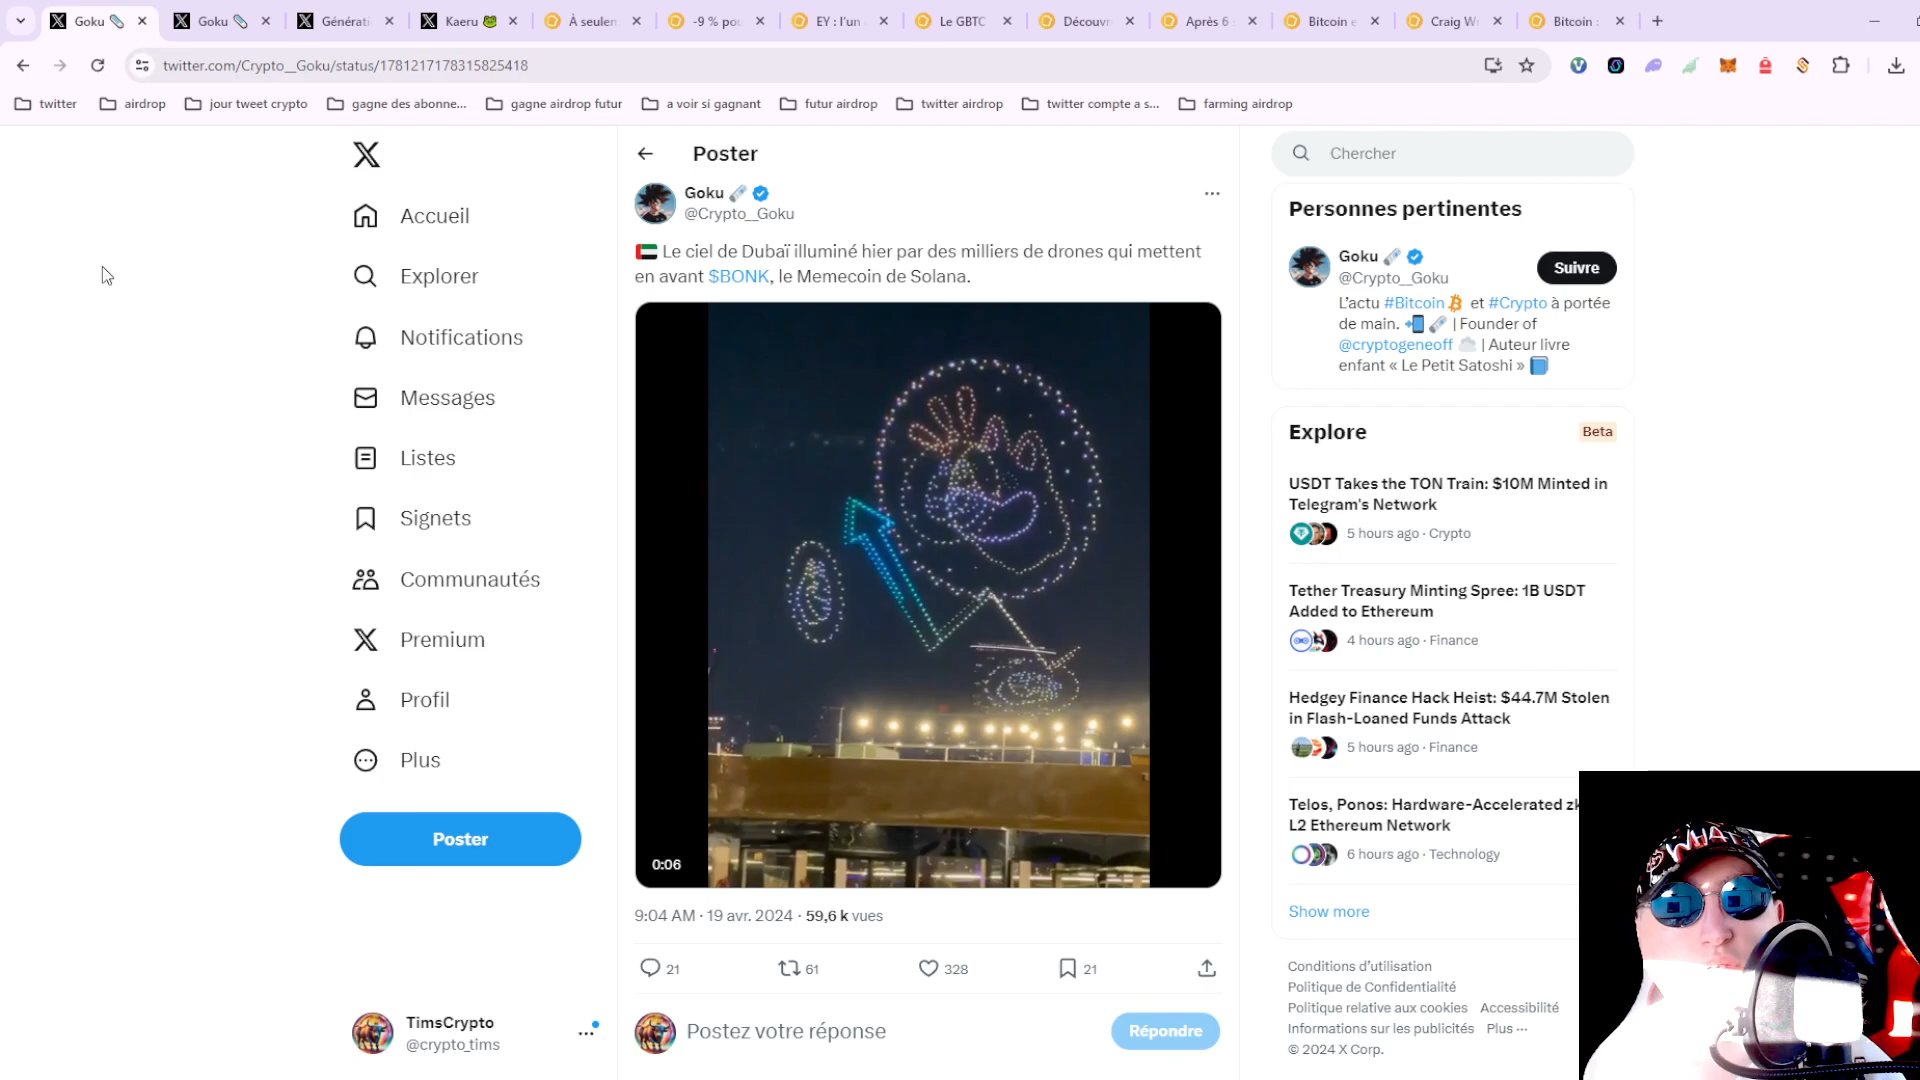 Goku
Goku
Générati
Kaeru
À seulem
-9 % pou
EY : l'un
Le GBTC
Découvr
Après 6
Bitcoin e
Craig W
Bitcoin :
twitter.com/Crypto__Goku/status/1781217178315825418
twitter
airdrop
jour tweet crypto
gagne des abonne...
gagne airdrop futur
a voir si gagnant
futur airdrop
twitter airdrop
twitter compte a s...
farming airdrop
Accueil
Explorer
Notifications
Messages
Listes
Signets
Communautés
Premium
Profil
Plus
Poster
TimsCrypto
@crypto_tims
Poster
Goku
@Crypto__Goku
Le ciel de Dubaï illuminé hier par des milliers de drones qui mettent
en avant $BONK, le Memecoin de Solana.
0:06
9:04 AM · 19 avr. 2024 · 59,6 k vues
21
61
328
21
Postez votre réponse
Répondre
Chercher
Personnes pertinentes
Goku
@Crypto__Goku
Suivre
L'actu #Bitcoin et #Crypto à portée
de main. | Founder of
@cryptogeneoff | Auteur livre
enfant « Le Petit Satoshi »
Explore
Beta
USDT Takes the TON Train: $10M Minted in
Telegram's Network
5 hours ago · Crypto
Tether Treasury Minting Spree: 1B USDT
Added to Ethereum
4 hours ago · Finance
Hedgey Finance Hack Heist: $44.7M Stolen
in Flash-Loaned Funds Attack
5 hours ago · Finance
Telos, Ponos: Hardware-Accelerated zk
L2 Ethereum Network
6 hours ago · Technology
Show more
Conditions d'utilisation
Politique de Confidentialité
Politique relative aux cookies Accessibilité
Informations sur les publicités Plus ···
© 2024 X Corp.